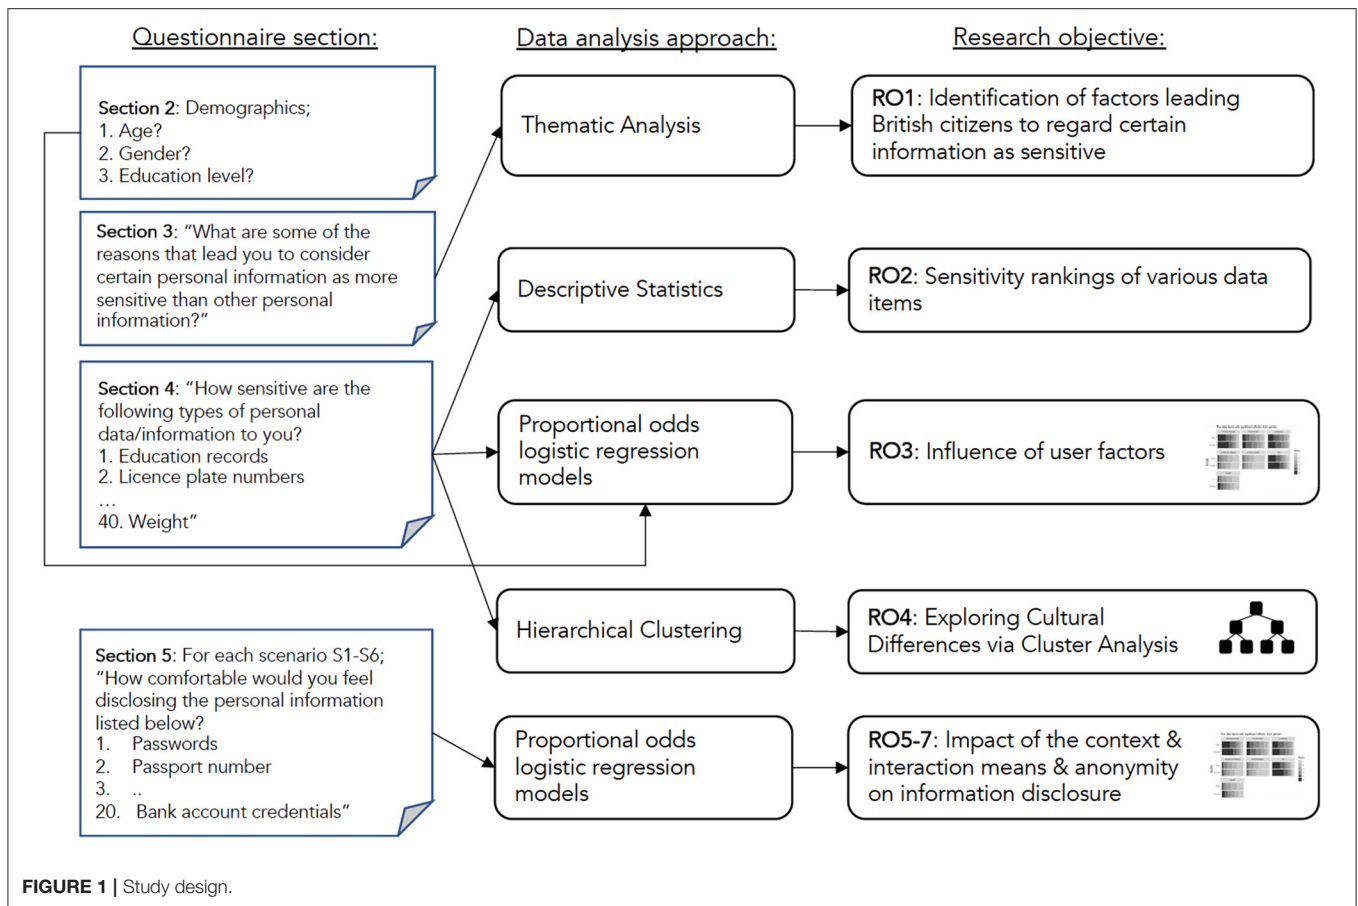 Questionnaire section:
Data analysis approach:
Research objective:
Section 2: Demographics;
1. Age?
2. Gender?
3. Education level?
Section 3: “What are some of the
reasons that lead you to consider
certain personal information as more
sensitive than other personal
information?”
Section 4: “How sensitive are the
following types of personal
data/information to you?
1. Education records
2. Licence plate numbers
...
40. Weight”
Section 5: For each scenario S1-S6;
“How comfortable would you feel
disclosing the personal information
listed below?
1. Passwords
2. Passport number
3. ..
20. Bank account credentials”
Thematic Analysis
Descriptive Statistics
Proportional odds
logistic regression
models
Hierarchical Clustering
Proportional odds
logistic regression
models
RO1: Identification of factors leading
British citizens to regard certain
information as sensitive
RO2: Sensitivity rankings of various data
items
RO3: Influence of user factors
RO4: Exploring Cultural
Differences via Cluster Analysis
RO5-7: Impact of the context &
interaction means & anonymity
on information disclosure
FIGURE 1 | Study design.